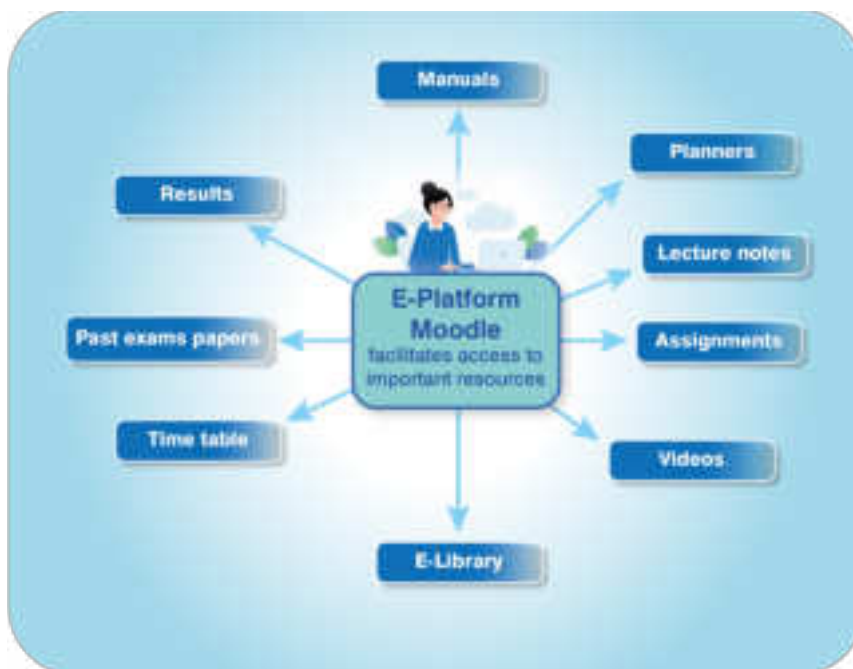 Manuals
Planners
Results
Lecture notes
E-Platform
Moodle
facilitates access to
important resources
Past exams papers
Assignments
Time table
Videos
E-Library